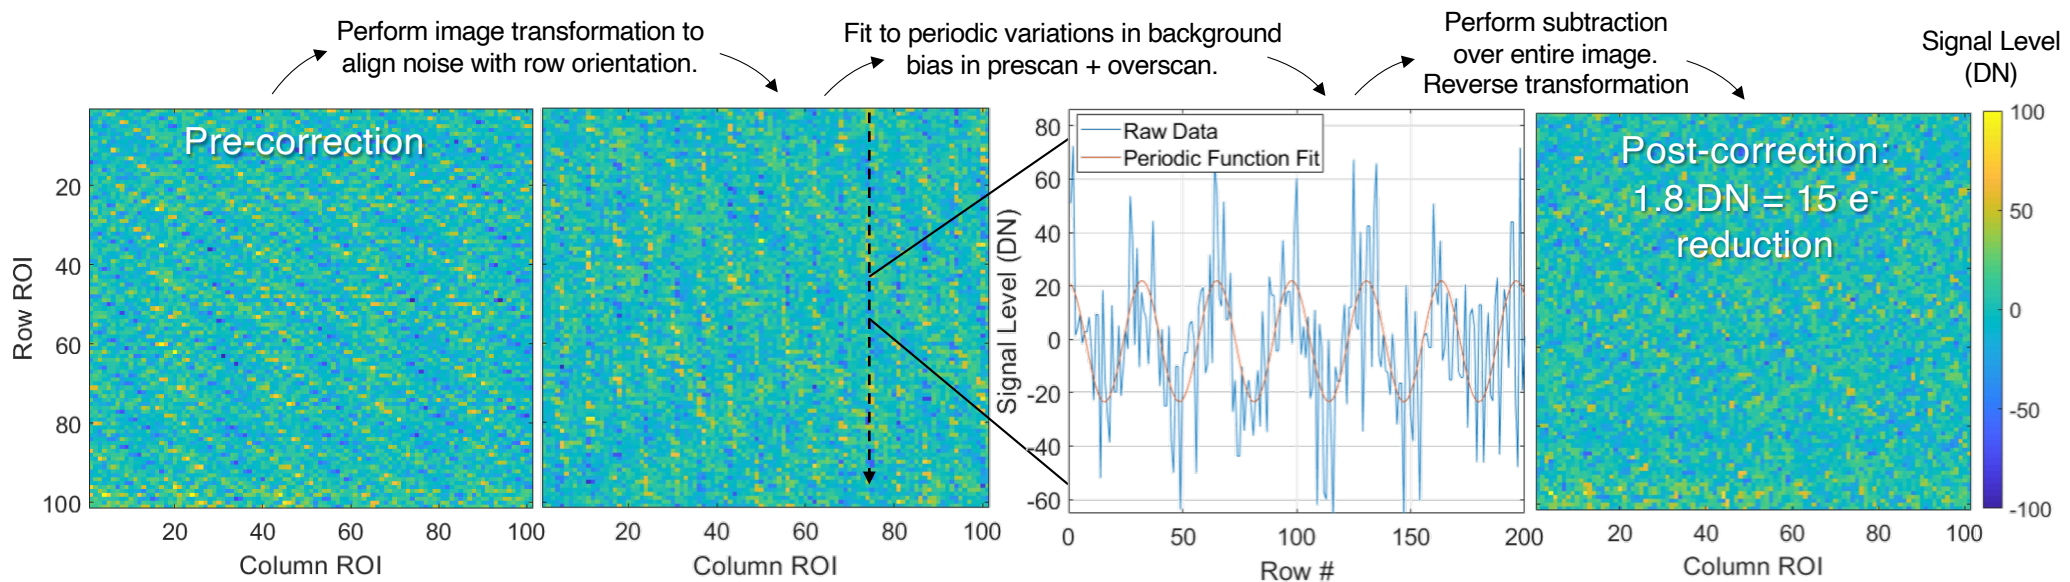 Perform image transformation to
align noise with row orientation.
Fit to periodic variations in background
bias in prescan + overscan.
Perform subtraction
over entire image.
Reverse transformation
Signal Level
(DN)
Pre-correction
20
40
60
80
100
Row ROI
20
40
60
80
100
Column ROI
20
40
60
80
100
Column ROI
Raw Data
Periodic Function Fit
80
60
40
20
0
-20
-40
-60
Signal Level (DN)
0
50
100
150
200
Row #
Post-correction:
1.8 DN = 15 e-
reduction
20
40
60
80
100
Column ROI
100
50
0
-50
-100